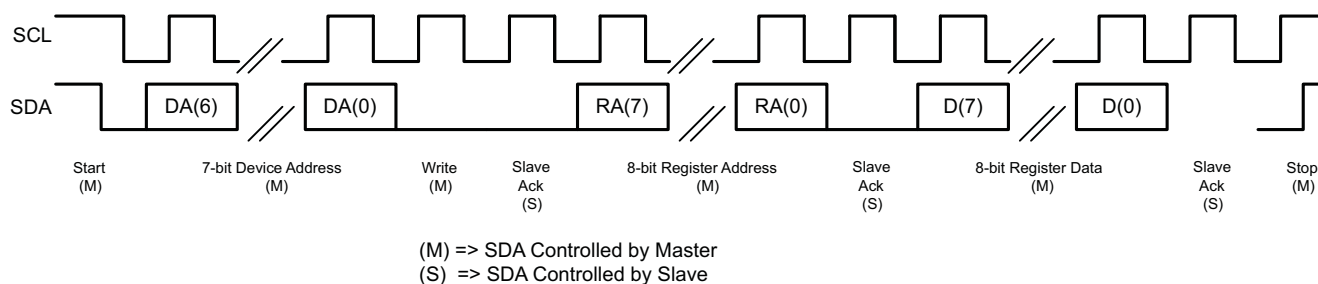 SCL
SDA
DA(6)
DA(0)
RA(7)
RA(0)
D(7)
D(0)
Start
(M)
7-bit Device Address
(M)
Write
(M)
Slave
Ack
(S)
8-bit Register Address
(M)
Slave
Ack
(S)
8-bit Register Data
(M)
Slave
Ack
(S)
Stop
(M)
(M) => SDA Controlled by Master
(S) => SDA Controlled by Slave